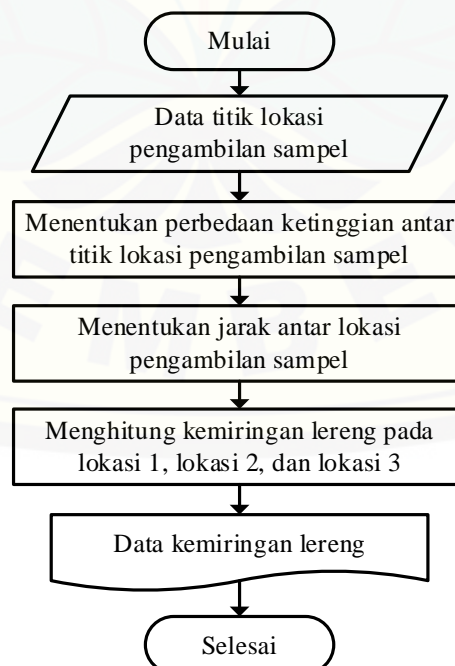 Mulai
Data titik lokasi
pengambilan sampel
Menentukan perbedaan ketinggian antar
titik lokasi pengambilan sampel
Menentukan jarak antar lokasi
pengambilan sampel
Menghitung kemiringan lereng pada
lokasi 1, lokasi 2, dan lokasi 3
Data kemiringan lereng
Selesai